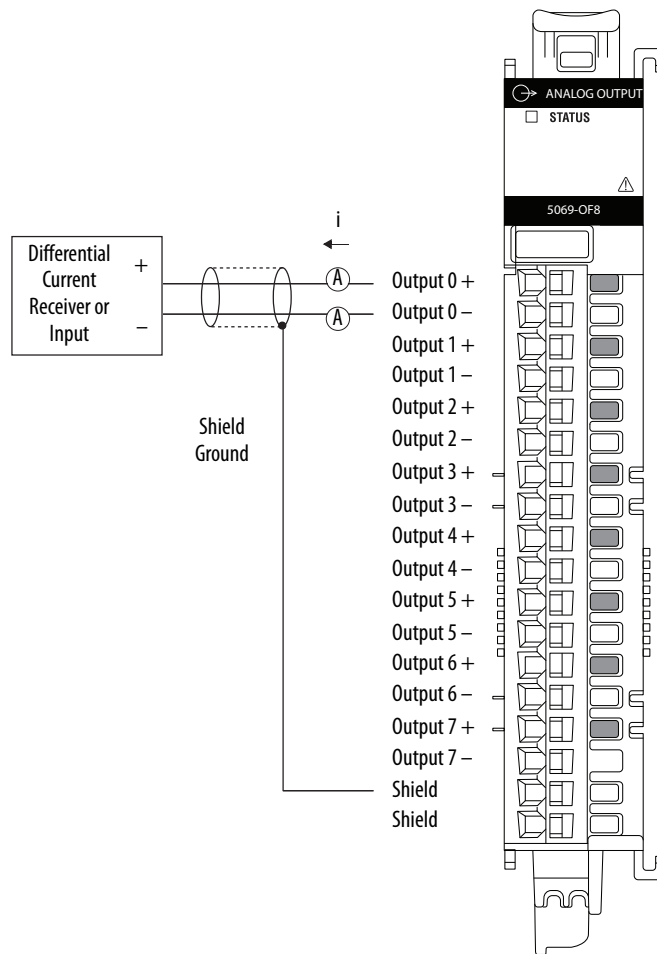 ANALOG OUTPUT
STATUS
5069-OF8
i
Differential
Current
Receiver or
Input
+
–
A
A
Shield
Ground
Output 0 +
Output 0 –
Output 1 +
Output 1 –
Output 2 +
Output 2 –
Output 3 +
Output 3 –
Output 4 +
Output 4 –
Output 5 +
Output 5 –
Output 6 +
Output 6 –
Output 7 +
Output 7 –
Shield
Shield